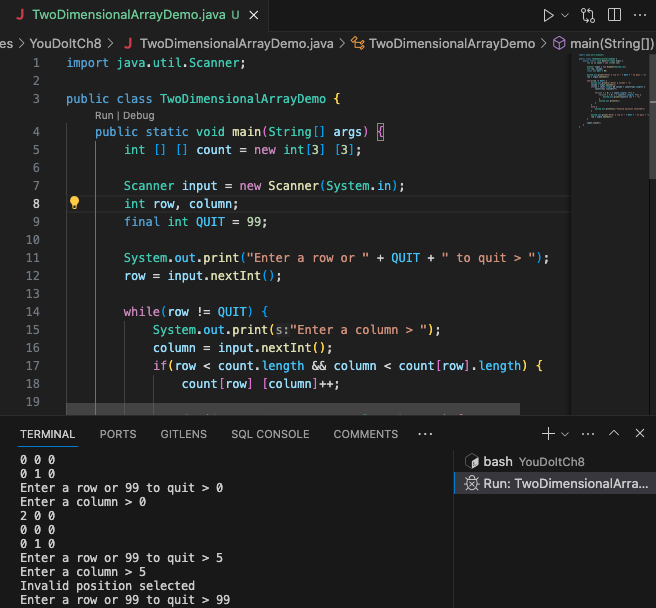 TwoDimensionalArrayDemo.java U
es > YouDoItCh8 > TwoDimensionalArrayDemo.java > TwoDimensionalArrayDemo > main(String[])
1 import java.util.Scanner;
2
3 public class TwoDimensionalArrayDemo {
Run | Debug
4 public static void main(String[] args) {
5 int [] [] count = new int[3] [3];
6
7 Scanner input = new Scanner(System.in);
8 int row, column;
9 final int QUIT = 99;
10
11 System.out.print("Enter a row or " + QUIT + " to quit > ");
12 row = input.nextInt();
13
14 while(row != QUIT) {
15 System.out.print(s:"Enter a column > ");
16 column = input.nextInt();
17 if(row < count.length && column < count[row].length) {
18 count[row] [column]++;
19
TERMINAL PORTS GITLENS SQL CONSOLE COMMENTS
0 0 0
0 1 0
Enter a row or 99 to quit > 0
Enter a column > 0
2 0 0
0 0 0
0 1 0
Enter a row or 99 to quit > 5
Enter a column > 5
Invalid position selected
Enter a row or 99 to quit > 99
bash YouDoItCh8
Run: TwoDimensionalArra...